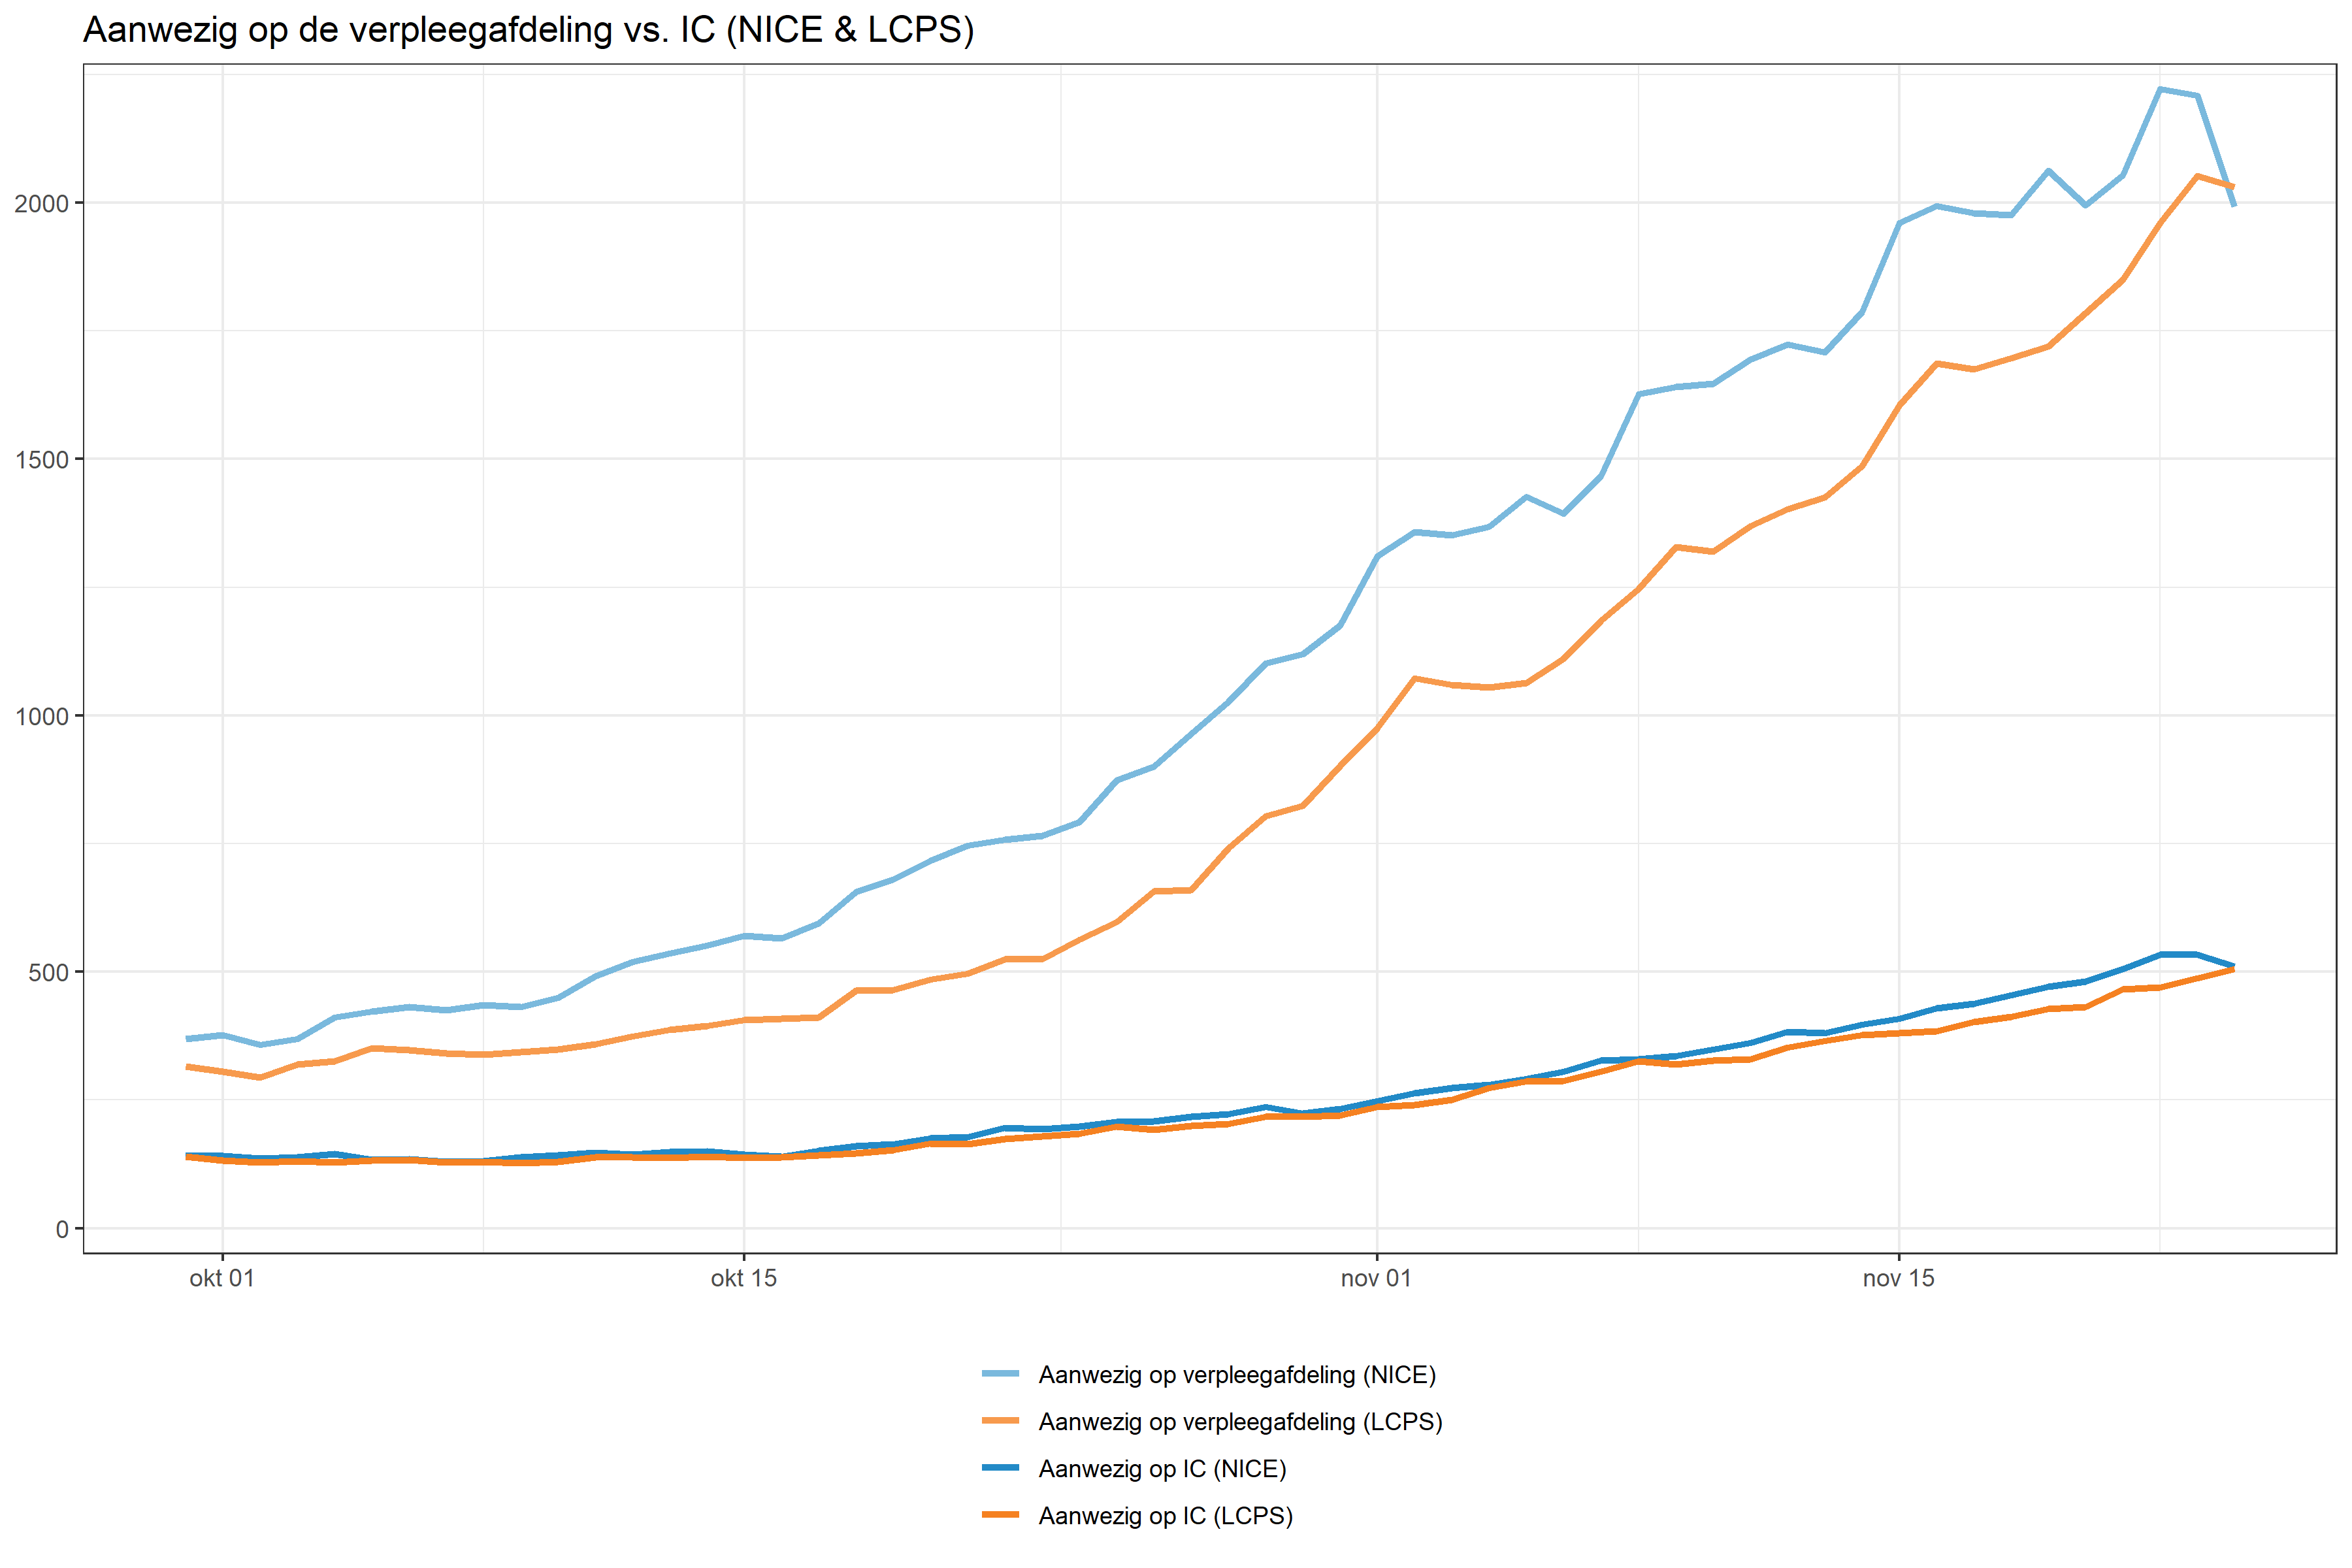 Aanwezig op de verpleegafdeling vs. IC (NICE & LCPS)
2000
1500
1000
500
0
okt 01 okt 15 nov 01 nov 15
Aanwezig op verpleegafdeling (NICE)
Aanwezig op verpleegafdeling (LCPS)
Aanwezig op IC (NICE)
Aanwezig op IC (LCPS)